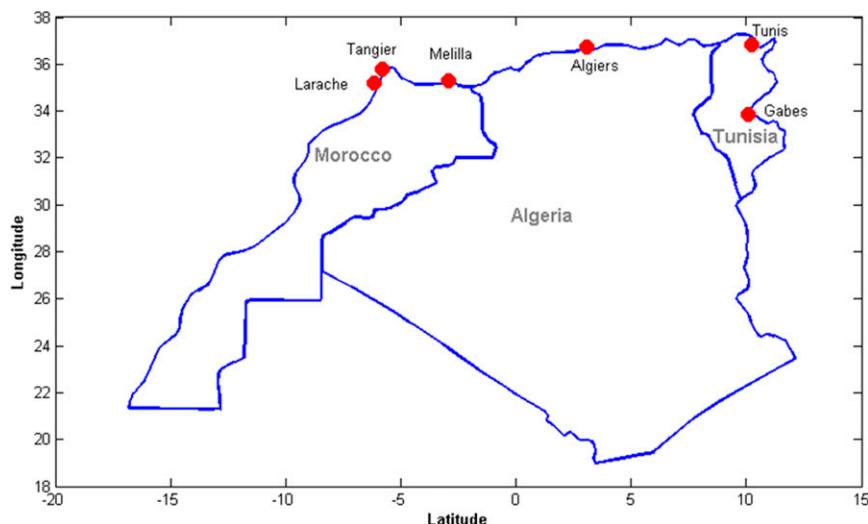 38
36
34
32
30
28
26
24
22
20
18
Longitude
Tangier
Melilla
Tunis
Larache
Algiers
Gabes
Morocco
Tunisia
Algeria
-20
-15
-10
-5
0
5
10
15
Latitude